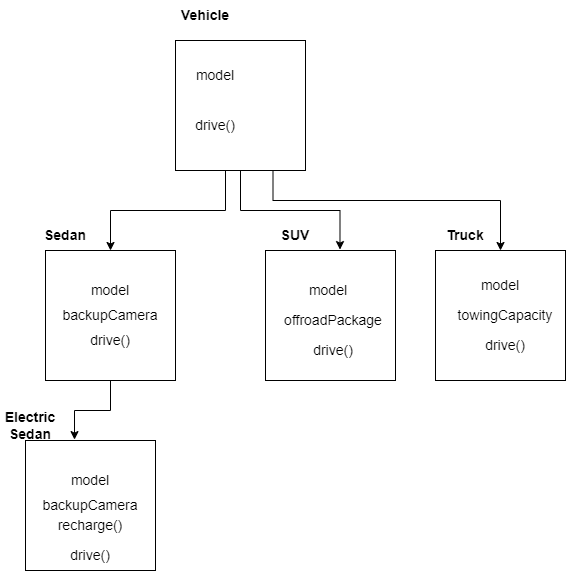 Vehicle
model
drive()
Sedan
model
backupCamera
drive()
SUV
model
offroadPackage
drive()
Truck
model
towingCapacity
drive()
Electric
Sedan
model
backupCamera
recharge()
drive()